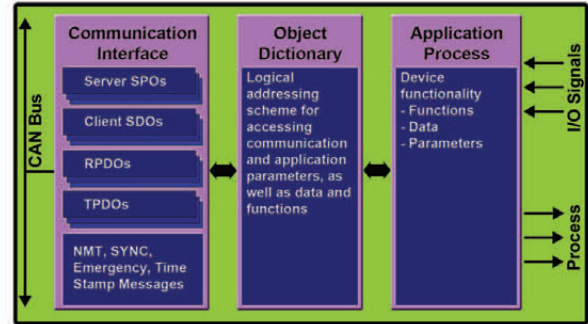 CAN Bus
Communication
Interface
Server SPOs
Client SDOs
RPDOs
TPDOs
NMT, SYNC,
Emergency, Time
Stamp Messages
Object
Dictionary
Logical
addressing
scheme for
accessing
communication
and application
parameters, as
well as data and
functions
Application
Process
Device
functionality
- Functions
- Data
- Parameters
I/O Signals
Process